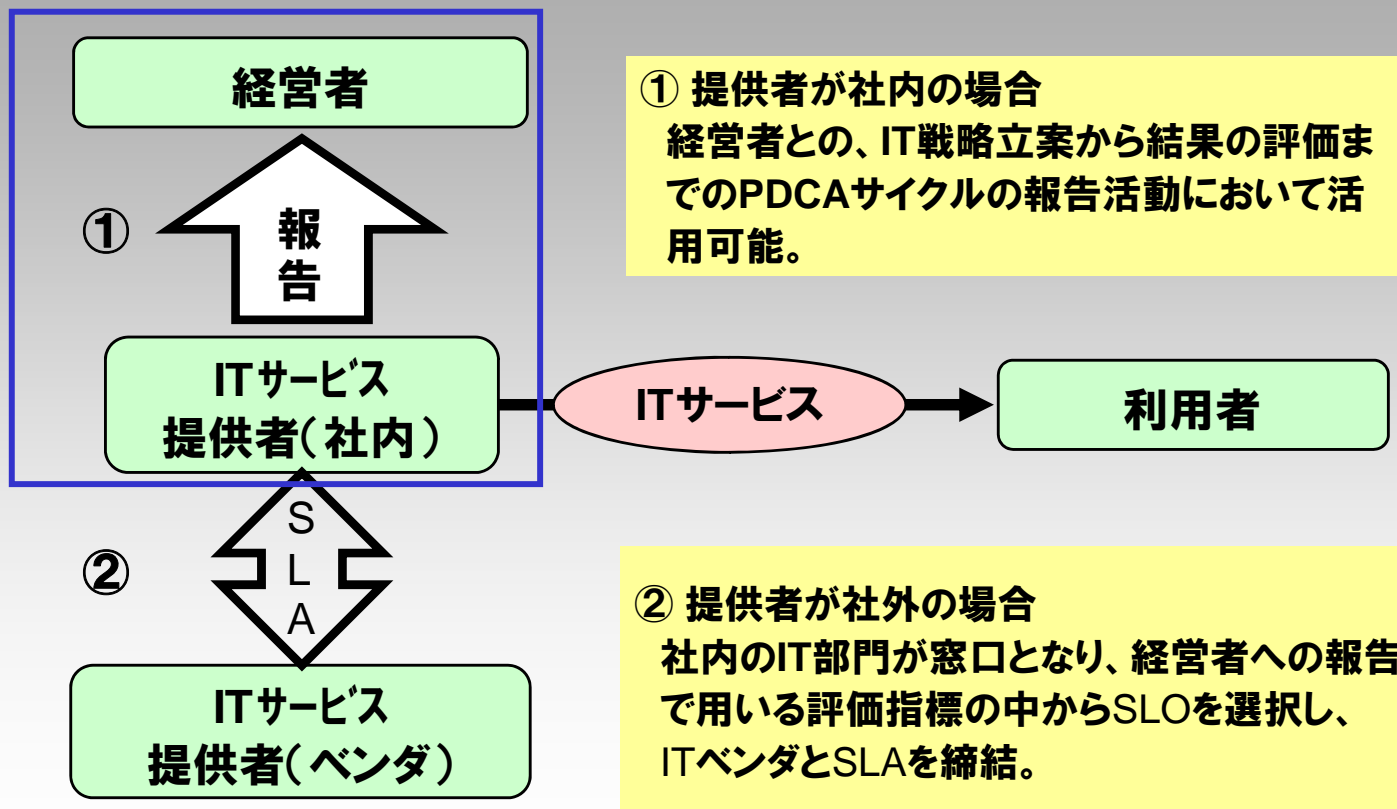 経営者
① 提供者が社内の場合
経営者との、IT戦略立案から結果の評価ま
でのPDCAサイクルの報告活動において活
用可能。
①
報
告
ITサービス
提供者(社内)
ITサービス
利用者
②
S
L
A
② 提供者が社外の場合
社内のIT部門が窓口となり、経営者への報告
で用いる評価指標の中からSLOを選択し、
ITベンダとSLAを締結。
ITサービス
提供者(ベンダ)